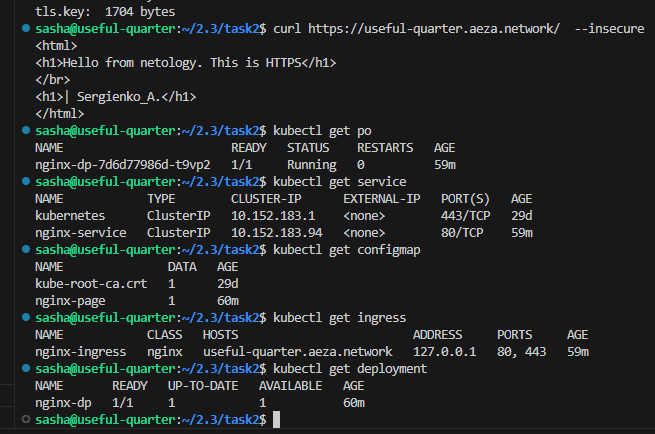 tls.key:  1704 bytes
sasha@useful-quarter:~/2.3/task2$ curl https://useful-quarter.aeza.network/  --insecure
<html>
<h1>Hello from netology. This is HTTPS</h1>
</br>
<h1>| Sergienko_A.</h1>
</html>
sasha@useful-quarter:~/2.3/task2$ kubectl get po
NAME                       READY   STATUS    RESTARTS   AGE
nginx-dp-7d6d77986d-t9vp2   1/1     Running   0          59m
sasha@useful-quarter:~/2.3/task2$ kubectl get service
NAME            TYPE        CLUSTER-IP      EXTERNAL-IP   PORT(S)   AGE
kubernetes      ClusterIP   10.152.183.1    <none>        443/TCP   29d
nginx-service   ClusterIP   10.152.183.94   <none>        80/TCP    59m
sasha@useful-quarter:~/2.3/task2$ kubectl get configmap
NAME               DATA   AGE
kube-root-ca.crt   1      29d
nginx-page         1      60m
sasha@useful-quarter:~/2.3/task2$ kubectl get ingress
NAME            CLASS   HOSTS                         ADDRESS     PORTS     AGE
nginx-ingress   nginx   useful-quarter.aeza.network   127.0.0.1   80, 443   59m
sasha@useful-quarter:~/2.3/task2$ kubectl get deployment
NAME       READY   UP-TO-DATE   AVAILABLE   AGE
nginx-dp   1/1     1            1           60m
sasha@useful-quarter:~/2.3/task2$